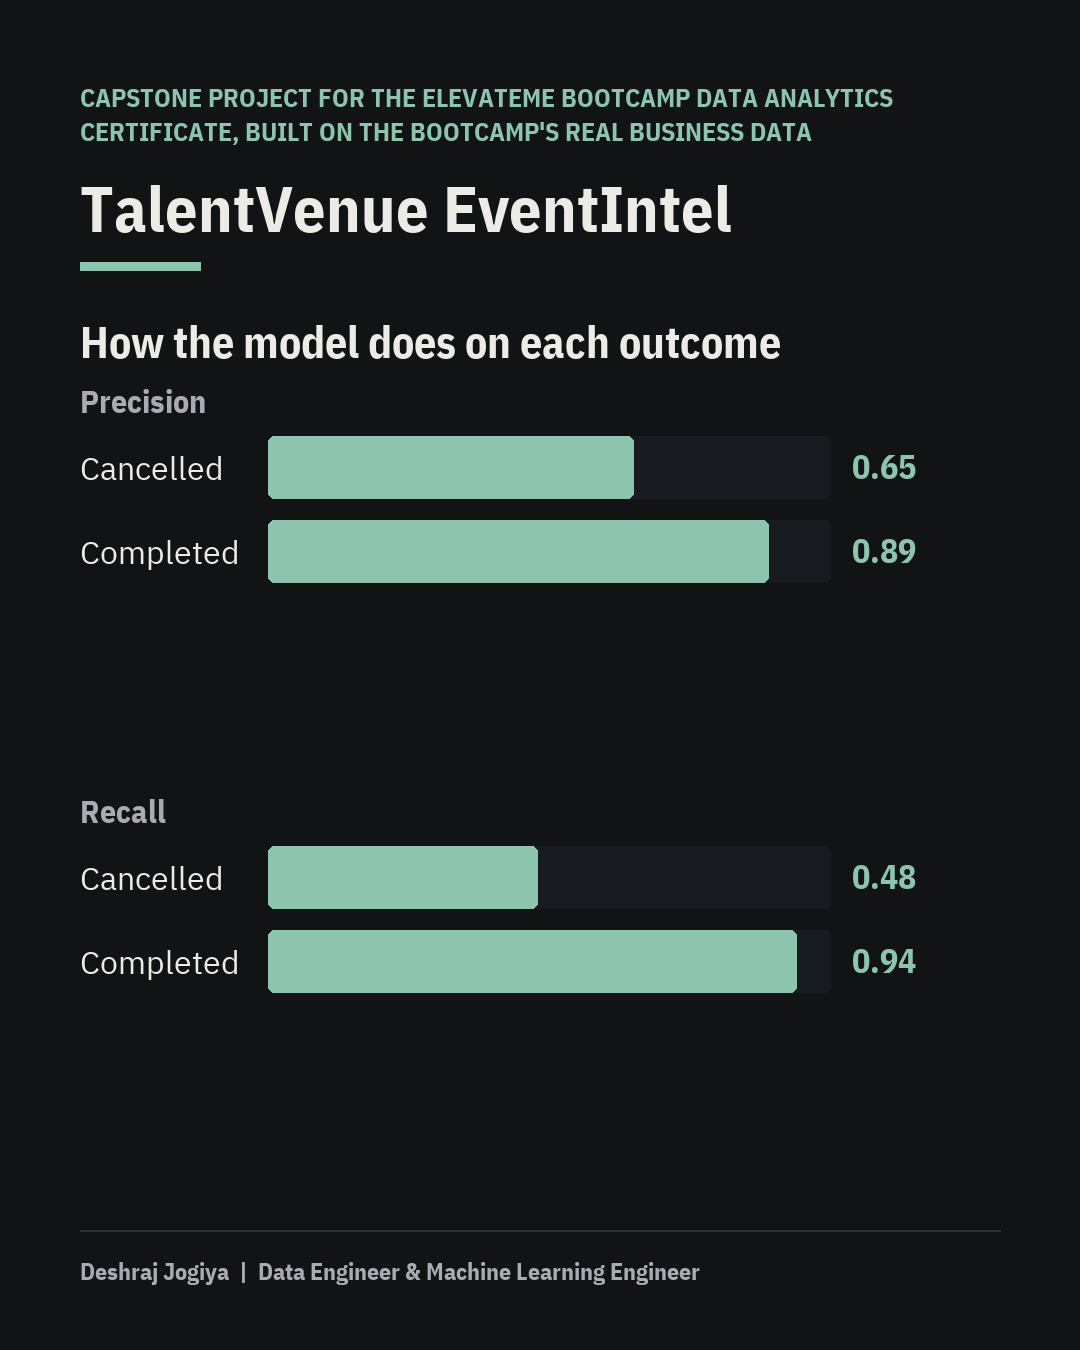 CAPSTONE PROJECT FOR THE ELEVATEME BOOTCAMP DATA ANALYTICS
CERTIFICATE, BUILT ON THE BOOTCAMP'S REAL BUSINESS DATA
TalentVenue EventIntel
How the model does on each outcome
Precision
Cancelled 0.65
Completed 0.89
Recall
Cancelled 0.48
Completed 0.94
Deshraj Jogiya | Data Engineer & Machine Learning Engineer